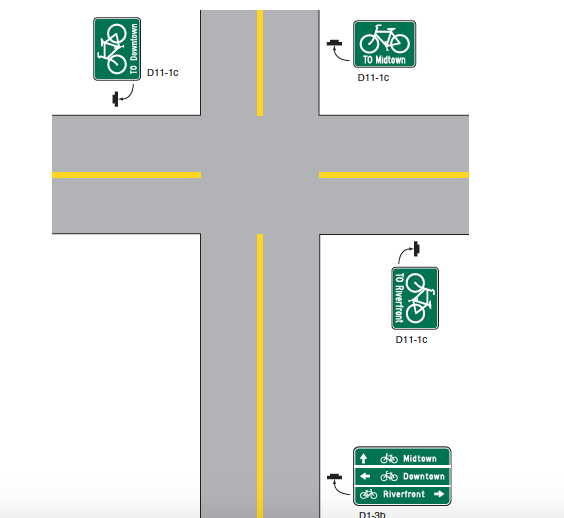 TO Downtown
D11-1c
TO Midtown
D11-1c
TO Riverfront
D11-1c
Midtown
Downtown
Riverfront
D1-3b